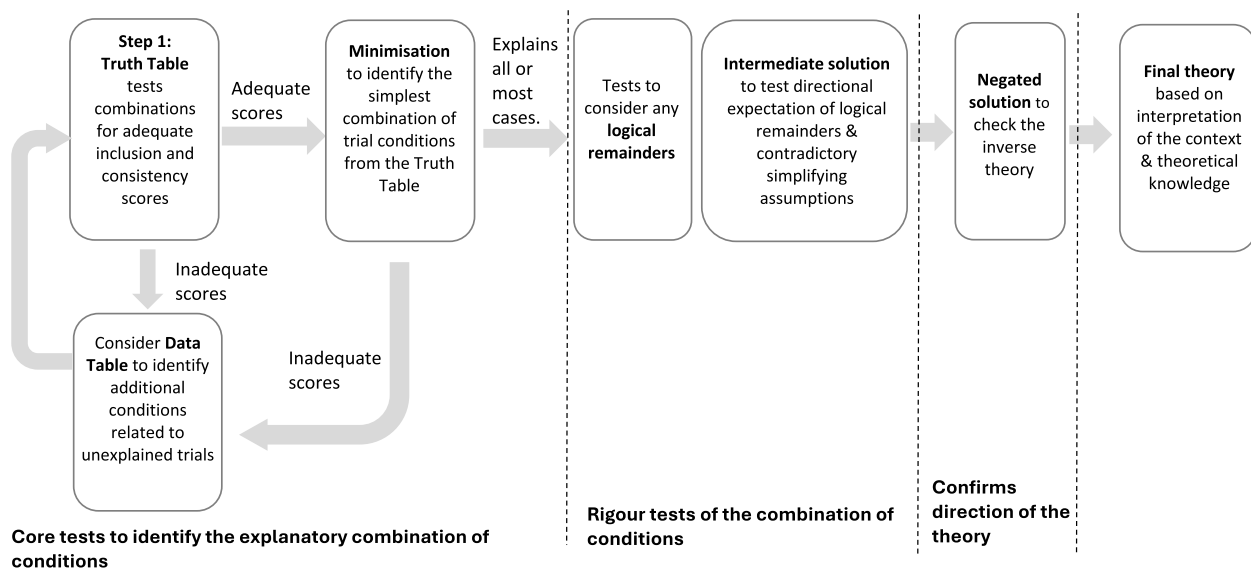 Step 1:
Truth Table
tests
combinations
for adequate
inclusion and
consistency
scores
Adequate
scores
Minimisation
to identify the
simplest
combination of
trial conditions
from the Truth
Table
Explains
all or
most
cases.
Tests to
consider any
logical
remainders
Intermediate solution
to test directional
expectation of logical
remainders &
contradictory
simplifying
assumptions
Negated
solution to
check the
inverse
theory
Final theory
based on
interpretation
of the context
& theoretical
knowledge
Inadequate
scores
Consider Data
Table to identify
additional
conditions
related to
unexplained trials
Inadequate
scores
Core tests to identify the explanatory combination of
conditions
Rigour tests of the combination of
conditions
Confirms
direction of the
theory